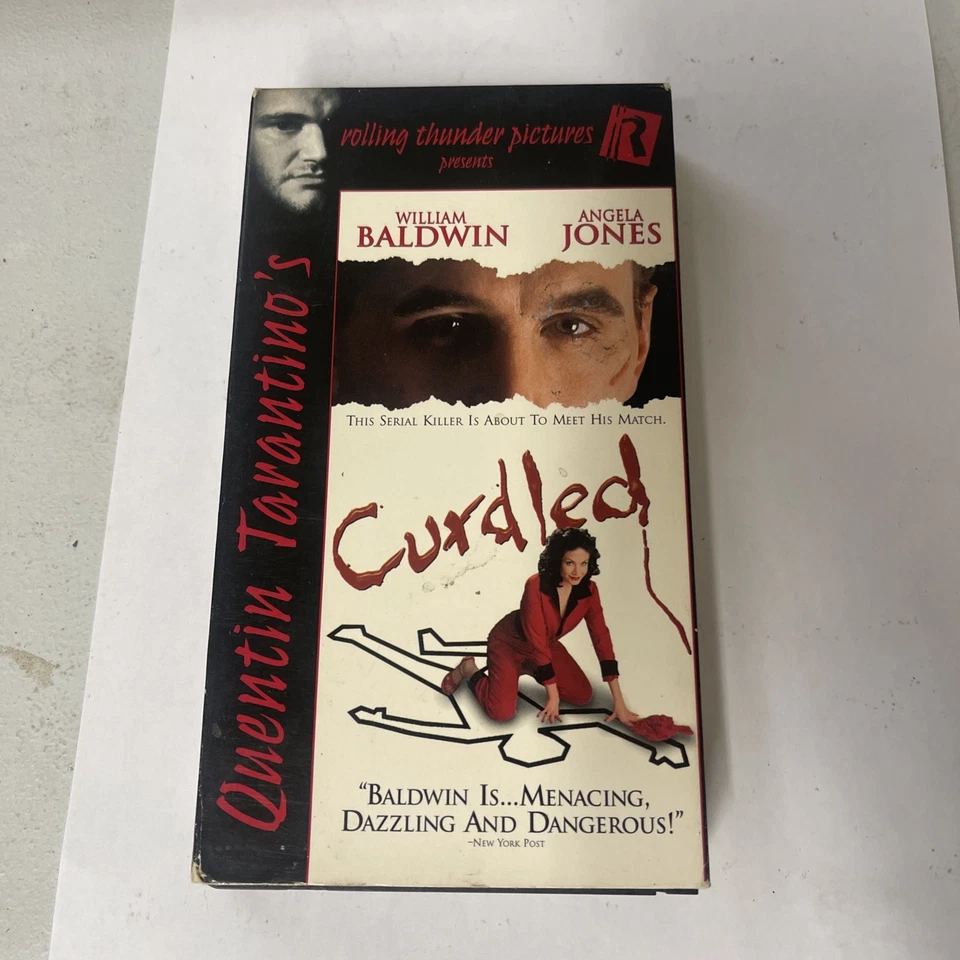 rolling thunder pictures
presents
R
Quentin Tarantino's
WILLIAM BALDWIN
ANGELA JONES
THIS SERIAL KILLER IS ABOUT TO MEET HIS MATCH.
Curdled
"BALDWIN IS...MENACING,
DAZZLING AND DANGEROUS!"
-NEW YORK POST